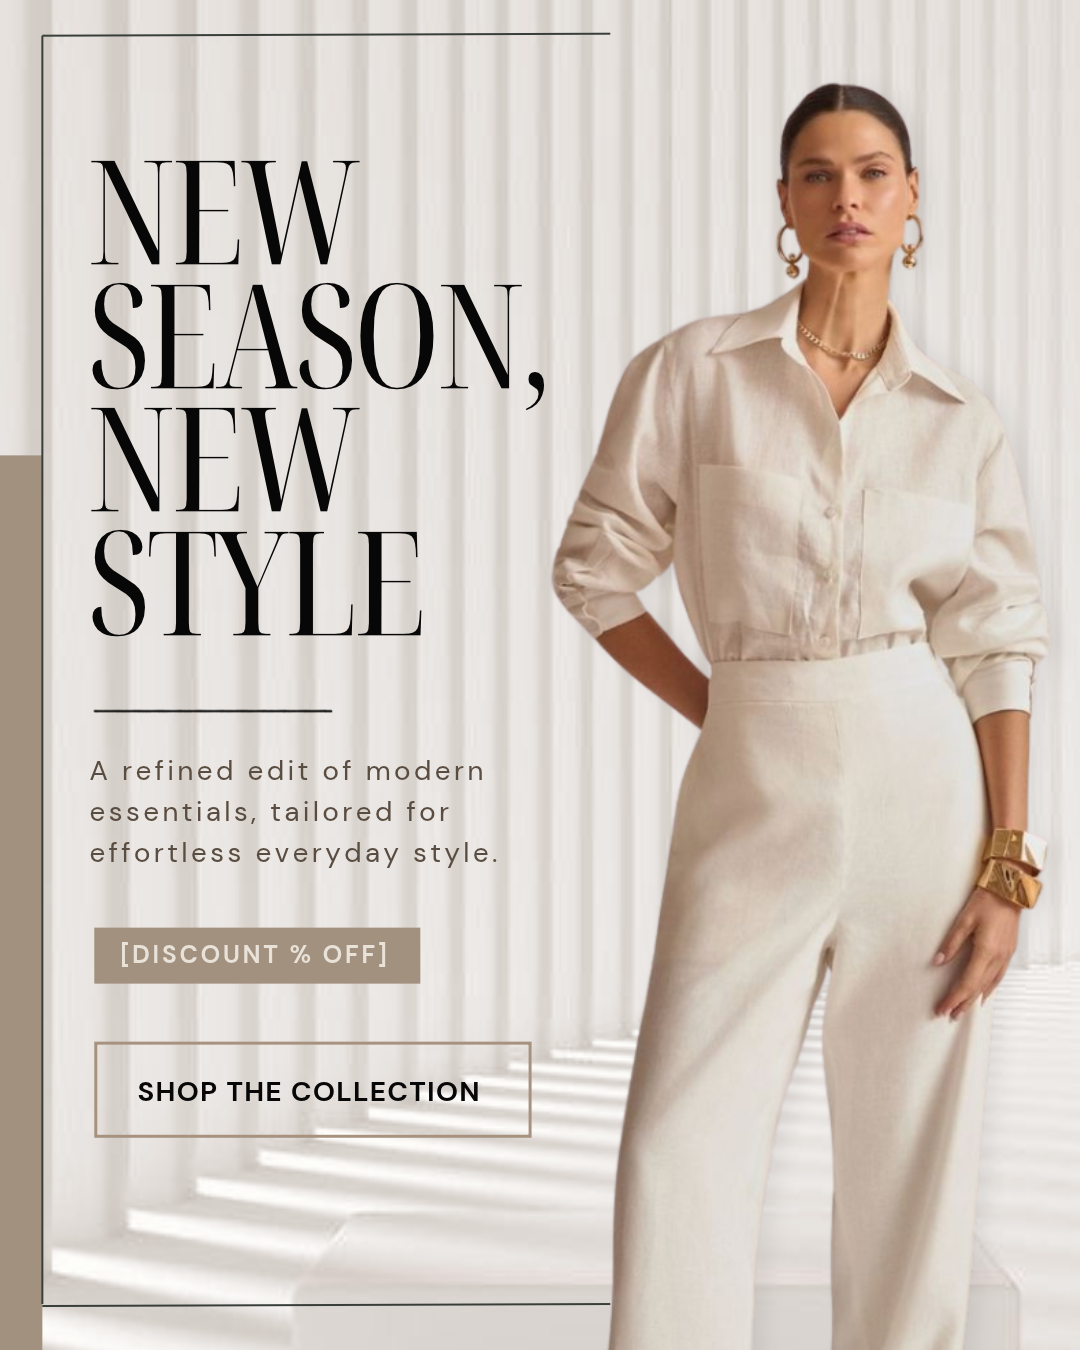 NEW
SEASON,
NEW
STYLE
A refined edit of modern
essentials, tailored for
effortless everyday style.
[DISCOUNT % OFF]
SHOP THE COLLECTION